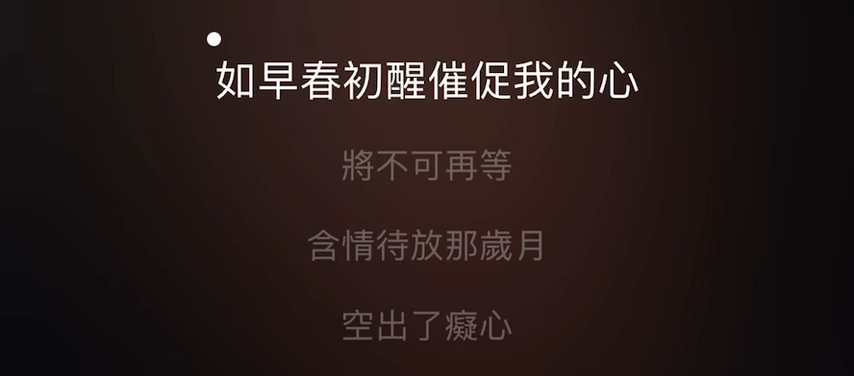 如早春初醒催促我的心
將不可再等
含情待放那歲月
空出了癡心